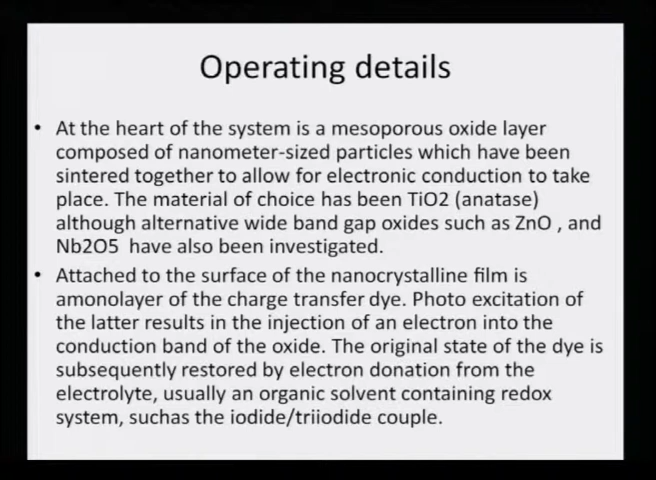 Operating details
• At the heart of the system is a mesoporous oxide layer
composed of nanometer-sized particles which have been
sintered together to allow for electronic conduction to take
place. The material of choice has been TiO2 (anatase)
although alternative wide band gap oxides such as ZnO , and
Nb2O5 have also been investigated.
• Attached to the surface of the nanocrystalline film is
amonolayer of the charge transfer dye. Photo excitation of
the latter results in the injection of an electron into the
conduction band of the oxide. The original state of the dye is
subsequently restored by electron donation from the
electrolyte, usually an organic solvent containing redox
system, suchas the iodide/triiodide couple.